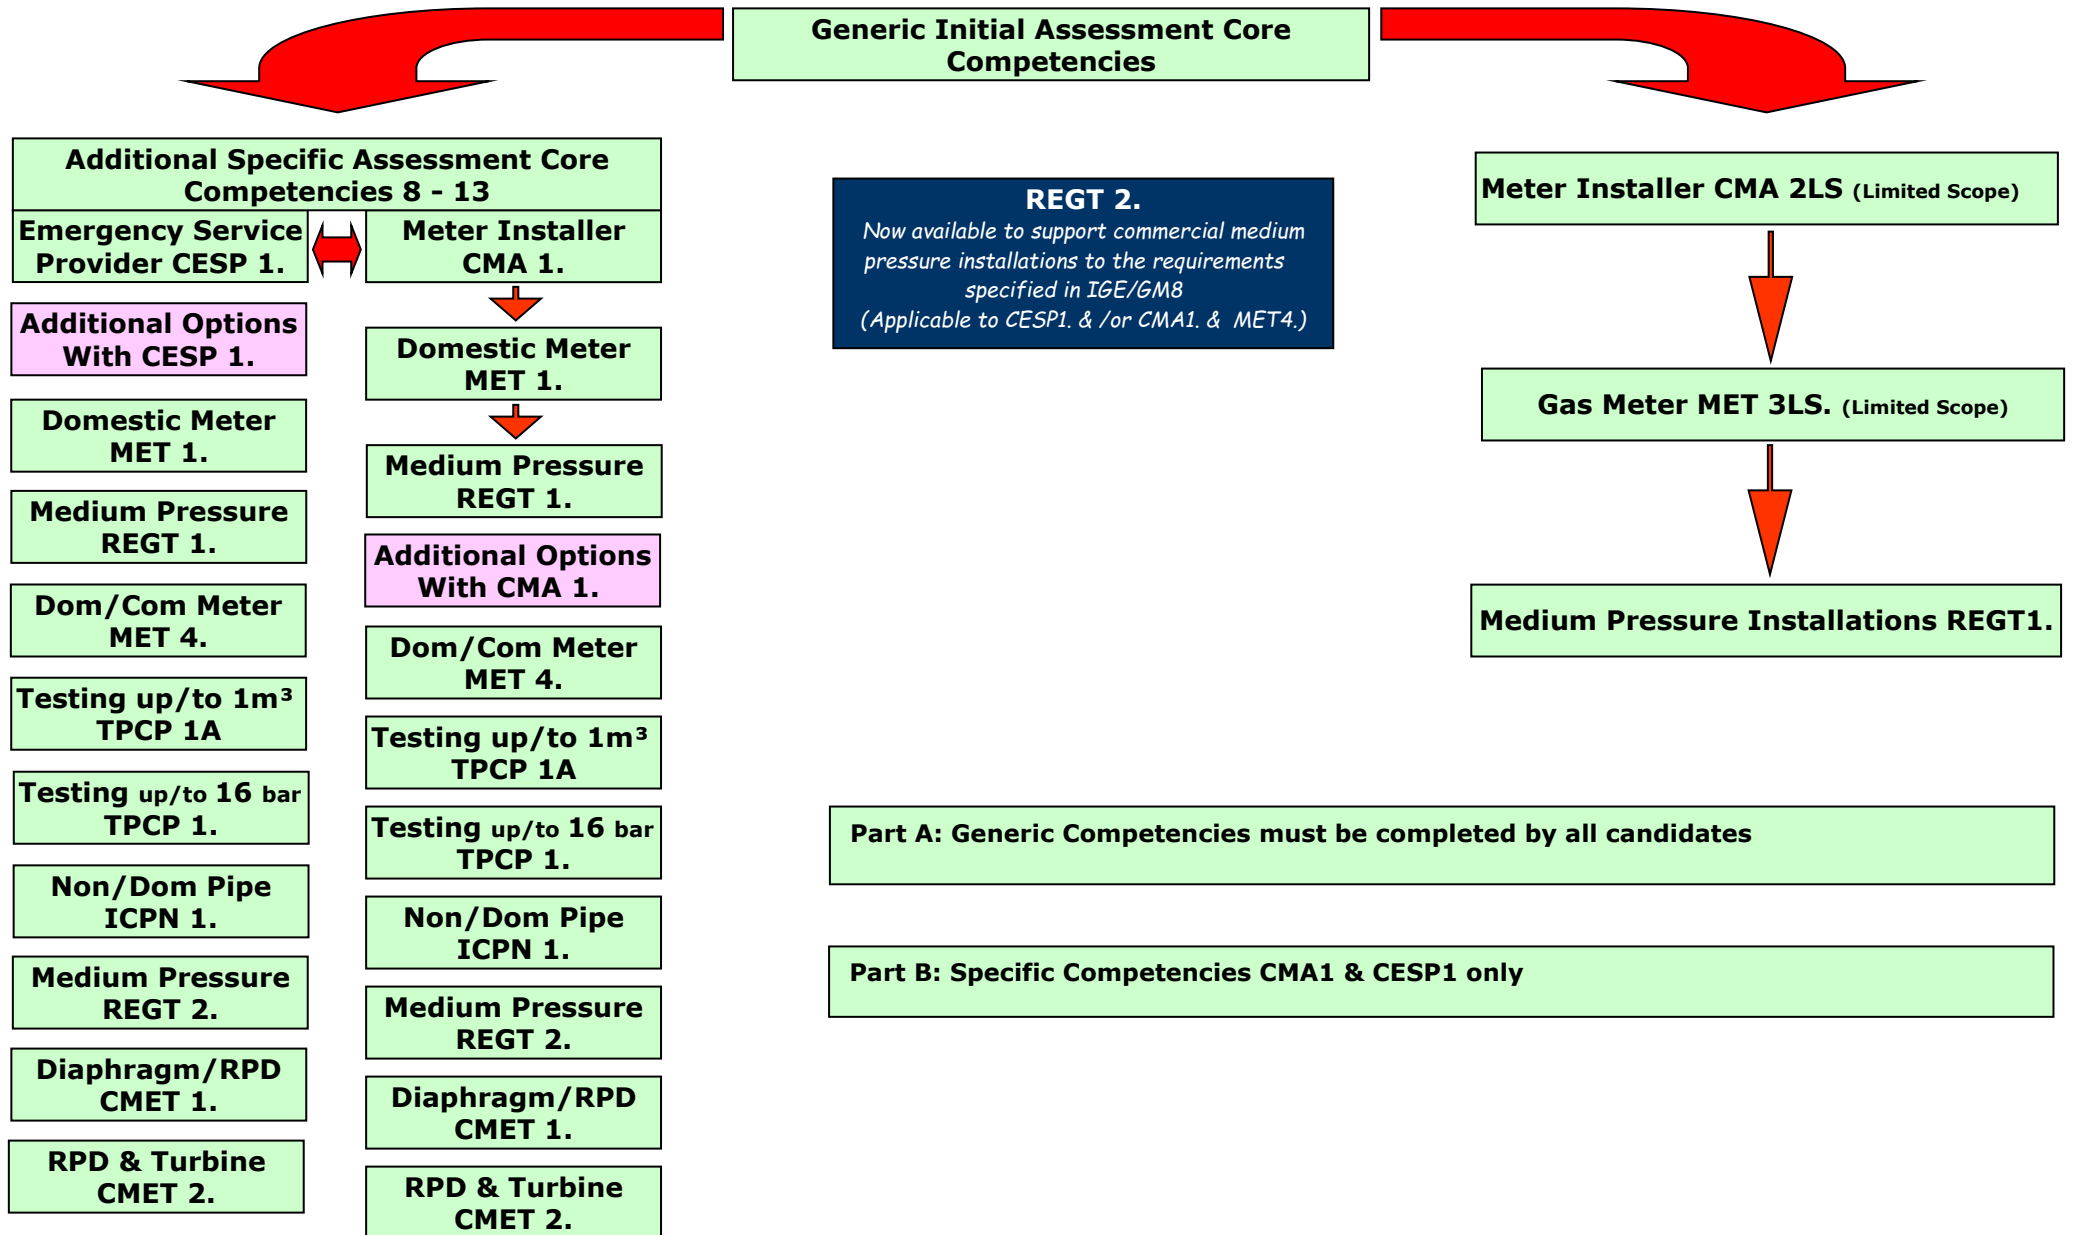 Generic Initial Assessment Core
Competencies
Additional Specific Assessment Core
Competencies 8 - 13
Emergency Service
Provider CESP 1.
Additional Options
With CESP 1.
Domestic Meter
MET 1.
Medium Pressure
REGT 1.
Dom/Com Meter
MET 4.
Testing up/to 1m³
TPCP 1A
Testing up/to 16 bar
TPCP 1.
Non/Dom Pipe
ICPN 1.
Medium Pressure
REGT 2.
Diaphragm/RPD
CMET 1.
RPD & Turbine
CMET 2.
Meter Installer
CMA 1.
Domestic Meter
MET 1.
Medium Pressure
REGT 1.
Additional Options
With CMA 1.
Dom/Com Meter
MET 4.
Testing up/to 1m³
TPCP 1A
Testing up/to 16 bar
TPCP 1.
Non/Dom Pipe
ICPN 1.
Medium Pressure
REGT 2.
Diaphragm/RPD
CMET 1.
RPD & Turbine
CMET 2.
REGT 2.
Now available to support commercial medium
pressure installations to the requirements
specified in IGE/GM8
(Applicable to CESP1. & /or CMA1. & MET4.)
Meter Installer CMA 2LS (Limited Scope)
Gas Meter MET 3LS. (Limited Scope)
Medium Pressure Installations REGT1.
Part A: Generic Competencies must be completed by all candidates
Part B: Specific Competencies CMA1 & CESP1 only